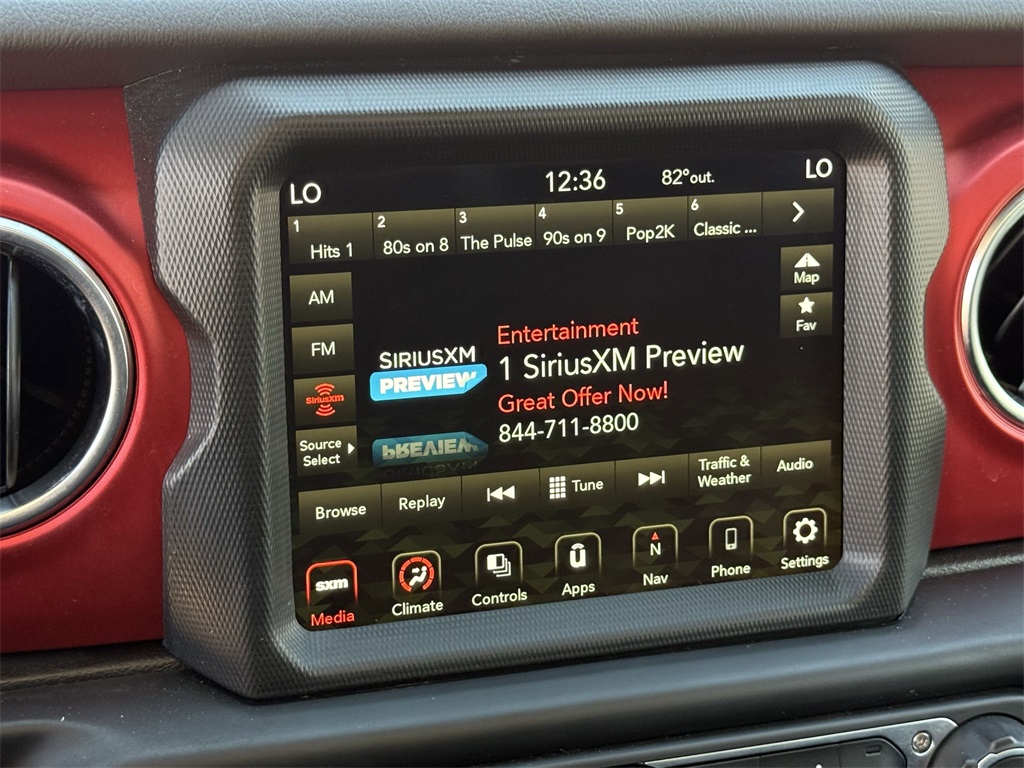 LO 12:36 82°out. LO
1 Hits 1 2 80s on 8 3 The Pulse 4 90s on 9 5 Pop2K 6 Classic ...
AM
FM
SiriusXM
Source
Select
Map
Fav
SIRIUSXM
PREVIEW
Entertainment
1 SiriusXM Preview
Great Offer Now!
844-711-8800
Browse Replay Tune Traffic &
Weather Audio
sxm
Media Climate Controls Apps N
Nav Phone Settings